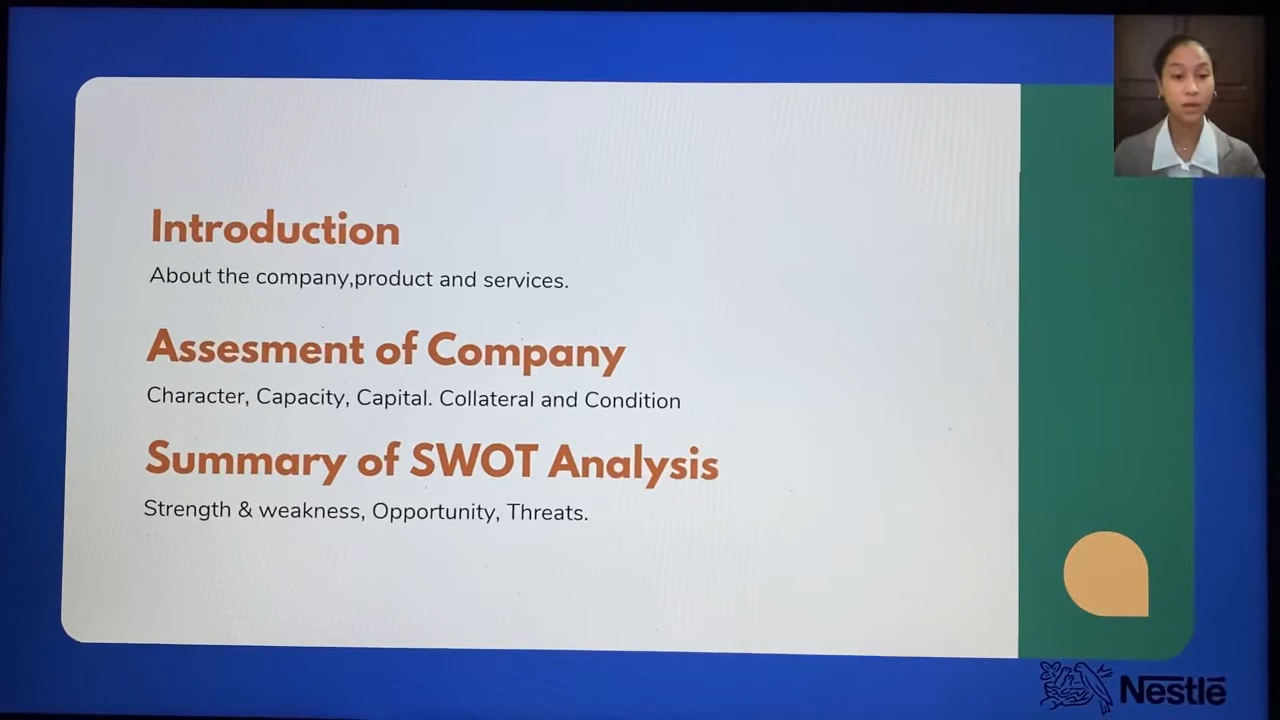 Introduction
About the company,product and services.
Assesment of Company
Character, Capacity, Capital. Collateral and Condition
Summary of SWOT Analysis
Strength & weakness, Opportunity, Threats.
Nestlē